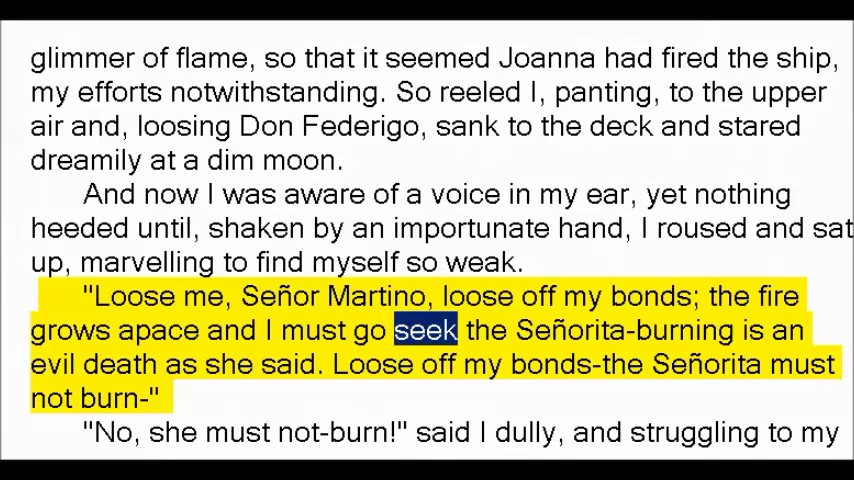 glimmer of flame, so that it seemed Joanna had fired the ship,
my efforts notwithstanding. So reeled I, panting, to the upper
air and, loosing Don Federigo, sank to the deck and stared
dreamily at a dim moon.
And now I was aware of a voice in my ear, yet nothing
heeded until, shaken by an importunate hand, I roused and sat
up, marvelling to find myself so weak.
"Loose me, Señor Martino, loose off my bonds; the fire
grows apace and I must go seek the Señorita-burning is an
evil death as she said. Loose off my bonds-the Señorita must
not burn-"
"No, she must not-burn!" said I dully, and struggling to my